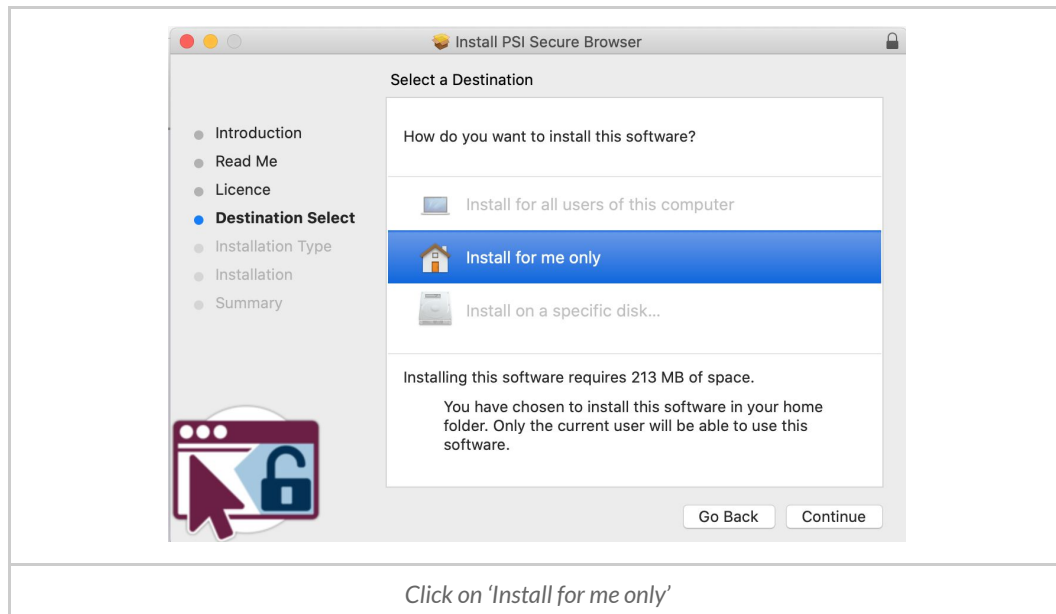 Install PSI Secure Browser
Select a Destination
Introduction
Read Me
Licence
Destination Select
Installation Type
Installation
Summary
How do you want to install this software?
Install for all users of this computer
Install for me only
Install on a specific disk...
Installing this software requires 213 MB of space.
You have chosen to install this software in your home
folder. Only the current user will be able to use this
software.
Go Back
Continue
Click on ‘Install for me only’